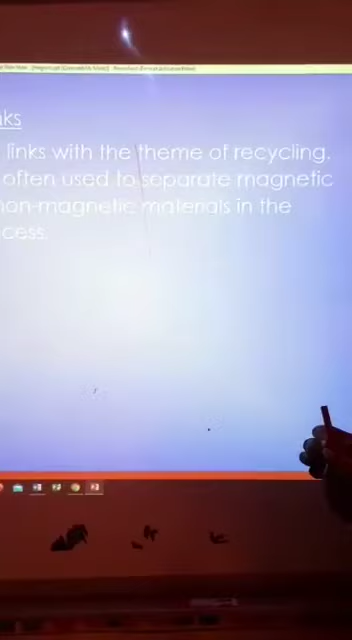 ks
links with the theme of recycling.
often used to separate magnetic
non-magnetic materials in the
cess.